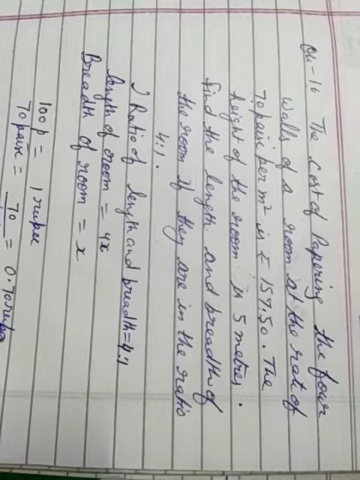 Qu-16 The cost of Papering the four
walls of a room at the rate of
70 paise per m² is ₹ 157.50. The
height of the room is 5 metres.
find the length and breadth of
the room if they are in the ratio
4:1.
Ratio of length and breadth = 4:1
length of room = 4x
Breadth of room = x
100 p = 1 rupee
70 paise = 70 = 0.70 rupee